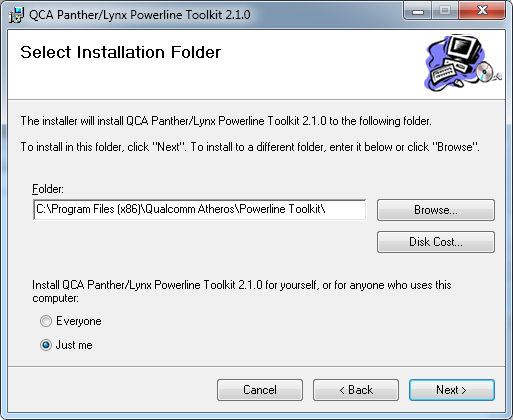 QCA Panther/Lynx Powerline Toolkit 2.1.0
Select Installation Folder
The installer will install QCA Panther/Lynx Powerline Toolkit 2.1.0 to the following folder.
To install in this folder, click "Next". To install to a different folder, enter it below or click "Browse".
Folder:
C:\Program Files (x86)\Qualcomm Atheros\Powerline Toolkit\
Browse...
Disk Cost...
Install QCA Panther/Lynx Powerline Toolkit 2.1.0 for yourself, or for anyone who uses this
computer:
Everyone
Just me
Cancel
< Back
Next >